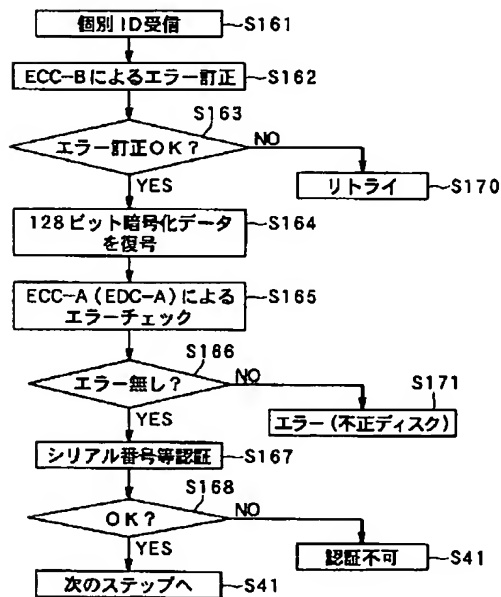 個別ID受信
S161
ECC-Bによるエラー訂正
S162
S163
エラー訂正OK?
NO
YES
リトライ
S170
128ビット暗号化データ
を復号
S164
ECC-A(EDC-A)による
エラーチェック
S165
S166
エラー無し?
NO
YES
S171
エラー(不正ディスク)
シリアル番号等認証
S167
S168
OK?
NO
YES
認証不可
S41
次のステップへ
S41